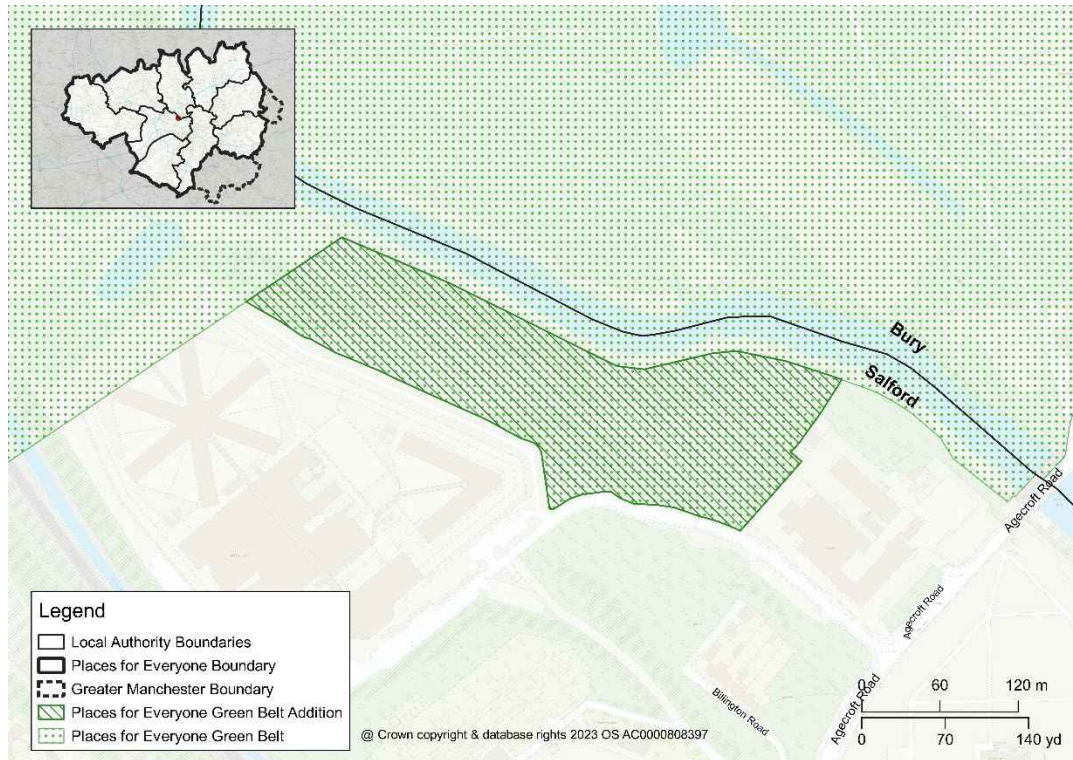 Bury
Salford
Agecroft Road
Agecroft Road
Agecroft Road
Billington Road
Legend
Local Authority Boundaries
Places for Everyone Boundary
Greater Manchester Boundary
Places for Everyone Green Belt Addition
Places for Everyone Green Belt
@ Crown copyright & database rights 2023 OS AC0000808397
0 60 120 m
0 70 140 yd